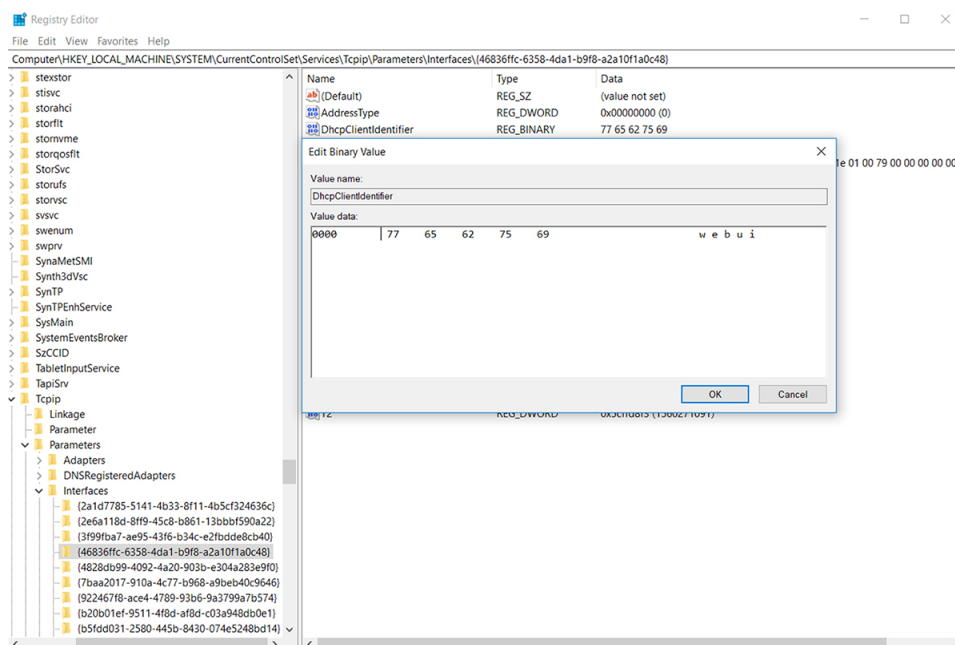 Registry Editor
File Edit View Favorites Help
Computer\HKEY_LOCAL_MACHINE\SYSTEM\CurrentControlSet\Services\Tcpip\Parameters\Interfaces\{46836ffc-6358-4da1-b9f8-a2a10f1a0c48}
stexstor
stisvc
storahci
storflt
stornvme
storqosflt
StorSvc
storufs
storvsc
svsvc
swenum
swprv
SynaMetSMI
Synth3dVsc
SynTP
SynTPEnhService
SysMain
SystemEventsBroker
SzCCID
TabletInputService
TapiSrv
Tcpip
Linkage
Parameter
Parameters
Adapters
DNSRegisteredAdapters
Interfaces
{2a1d7785-5141-4b33-8f11-4b5cf324636c}
{2e6a118d-8ff9-45c8-b861-13bbbf590a22}
{3f99fba7-ae95-43f6-b34c-e2fbdde8cb40}
{46836ffc-6358-4da1-b9f8-a2a10f1a0c48}
{4828db99-4092-4a20-903b-e304a283e9f0}
{7baa2017-910a-4c77-b968-a9beb40c9646}
{922467f8-ace4-4789-93b6-9a3799a7b574}
{b20b01ef-9511-4f8d-af8d-c03a948db0e1}
{b5fdd031-2580-445b-8430-074e5248bd14}
Name Type Data
(Default) REG_SZ (value not set)
AddressType REG_DWORD 0x00000000 (0)
DhcpClientIdentifier REG_BINARY 77 65 62 75 69
1e 01 00 79 00 00 00 00 00
Edit Binary Value
Value name:
DhcpClientIdentifier
Value data:
0000 77 65 62 75 69 w e b u i
OK Cancel
REG_DWORD